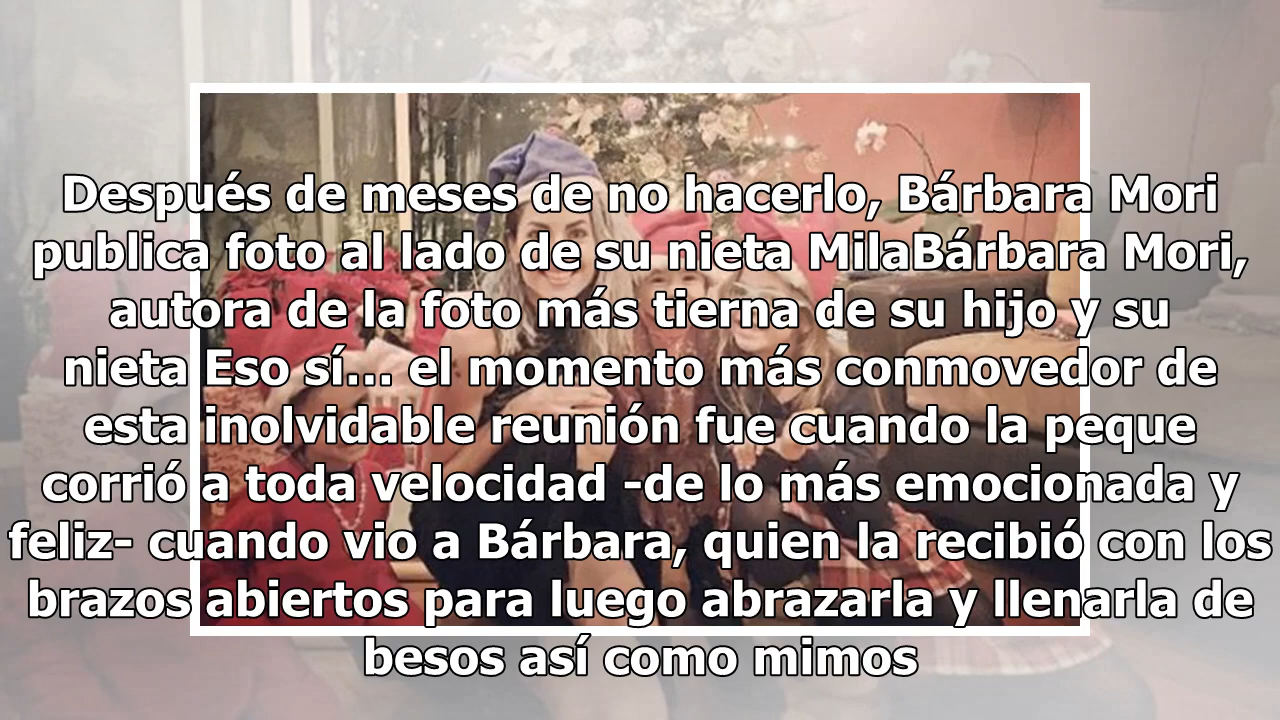 Después de meses de no hacerlo, Bárbara Mori
publica foto al lado de su nieta MilaBárbara Mori,
autora de la foto más tierna de su hijo y su
nieta Eso sí... el momento más conmovedor de
esta inolvidable reunión fue cuando la peque
corrió a toda velocidad -de lo más emocionada y
feliz- cuando vio a Bárbara, quien la recibió con los
brazos abiertos para luego abrazarla y llenarla de
besos así como mimos